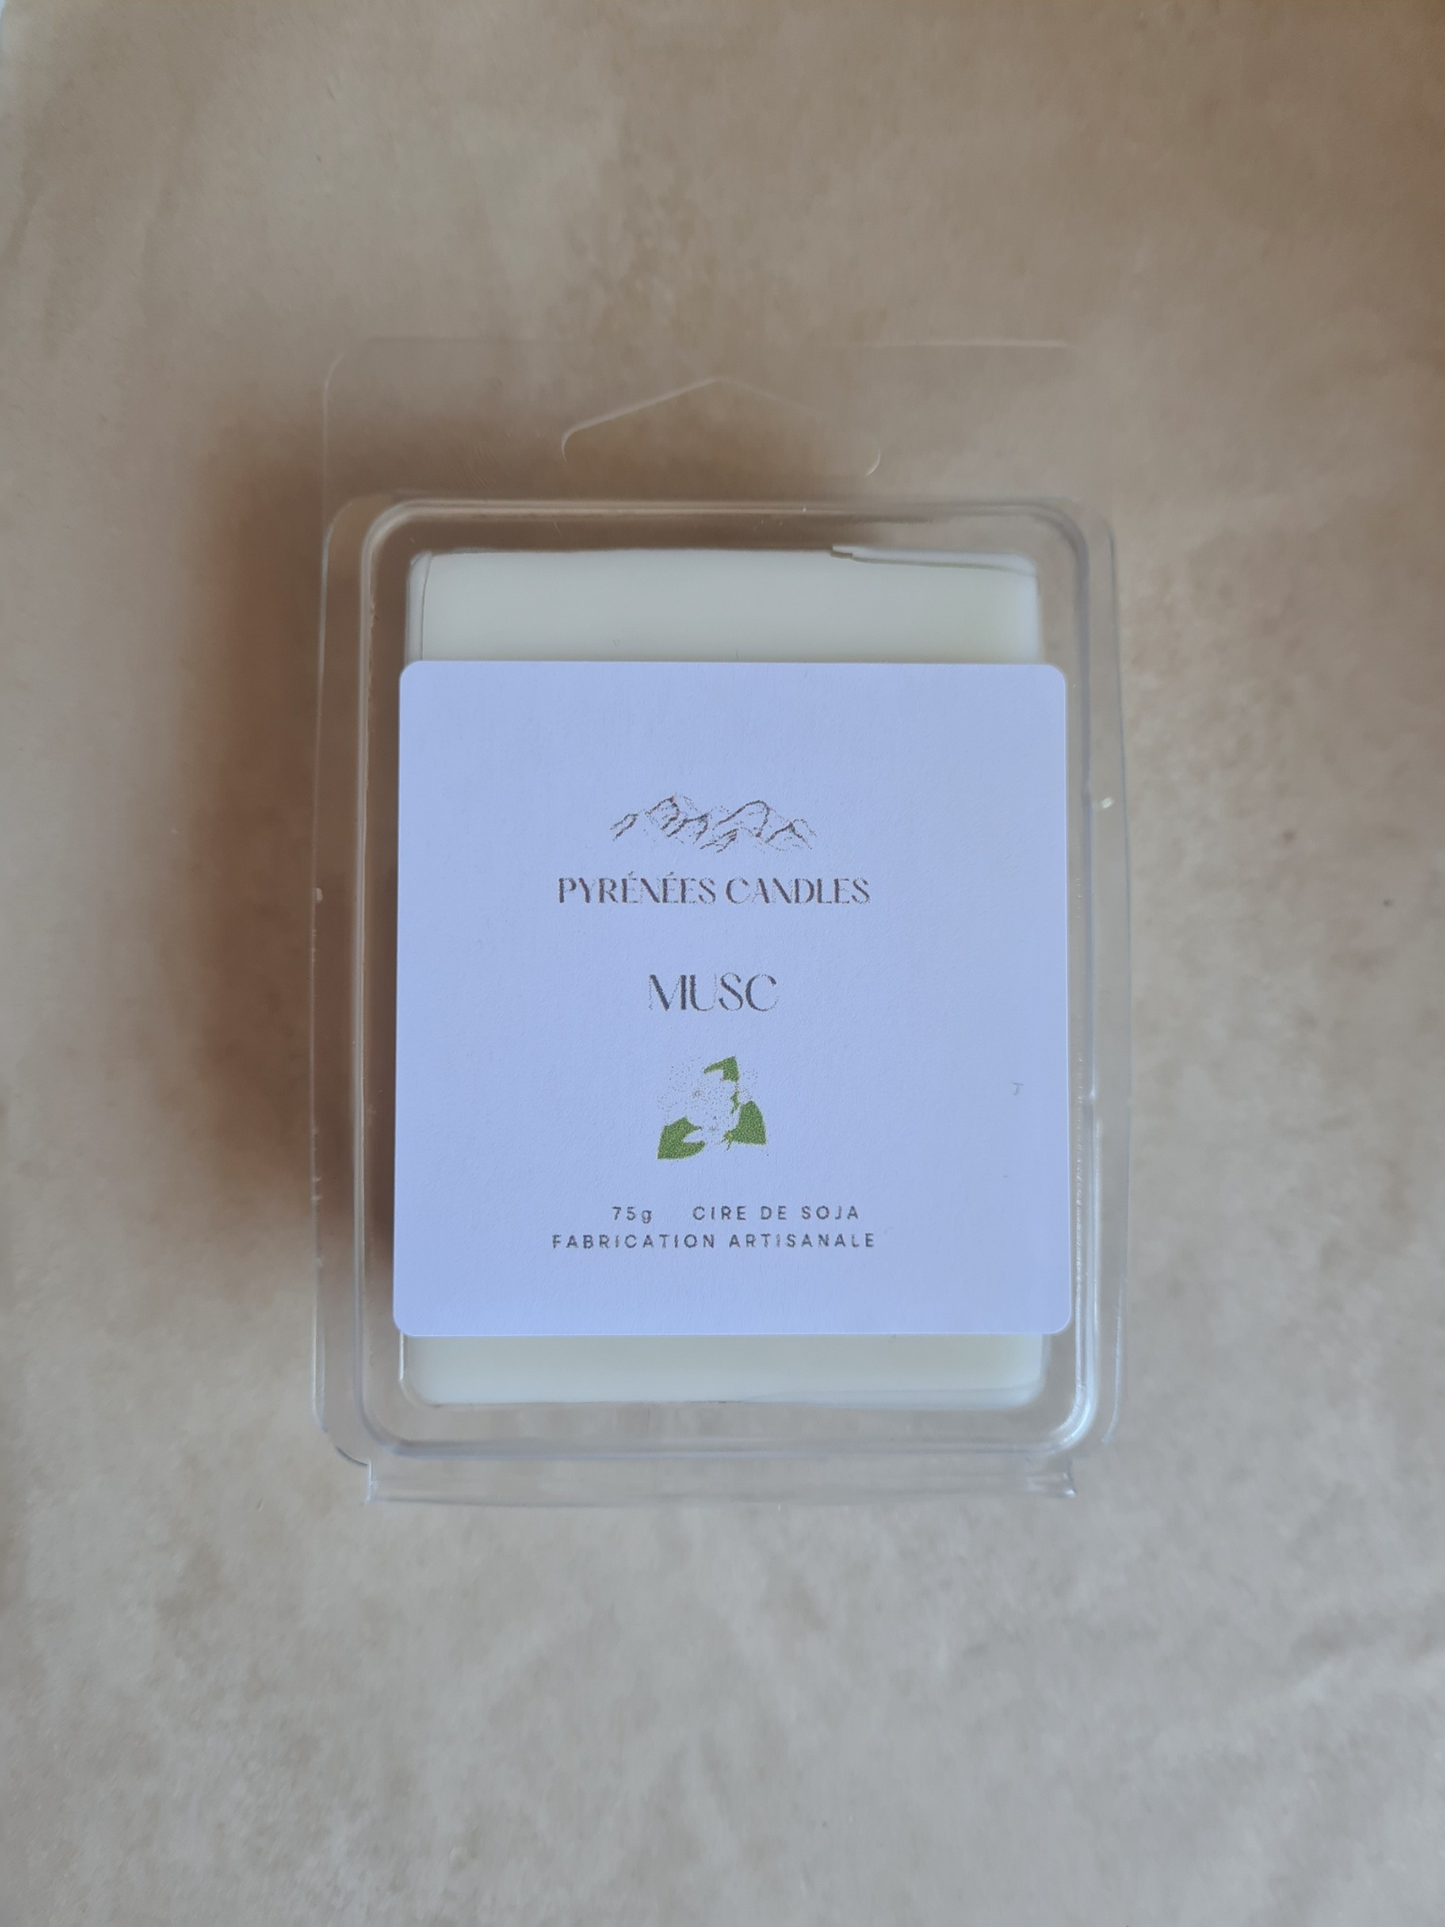 PYRÉNÉES CANDLES
MUSC
75g CIRE DE SOJA
FABRICATION ARTISANALE